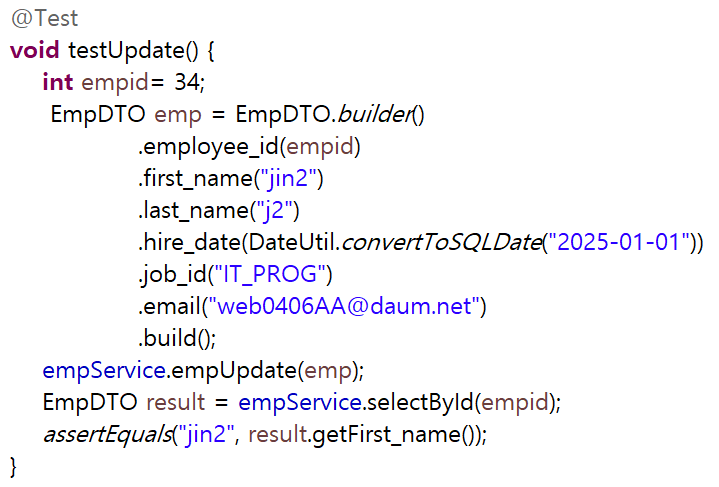 @Test
void testUpdate() {
int empid= 34;
EmpDTO emp = EmpDTO.builder()
.employee_id(empid)
.first_name("jin2")
.last_name("j2")
.hire_date(DateUtil.convertToSQLDate("2025-01-01"))
.job_id("IT_PROG")
.email("web0406AA@daum.net")
.build();
empService.empUpdate(emp);
EmpDTO result = empService.selectById(empid);
assertEquals("jin2", result.getFirst_name());
}